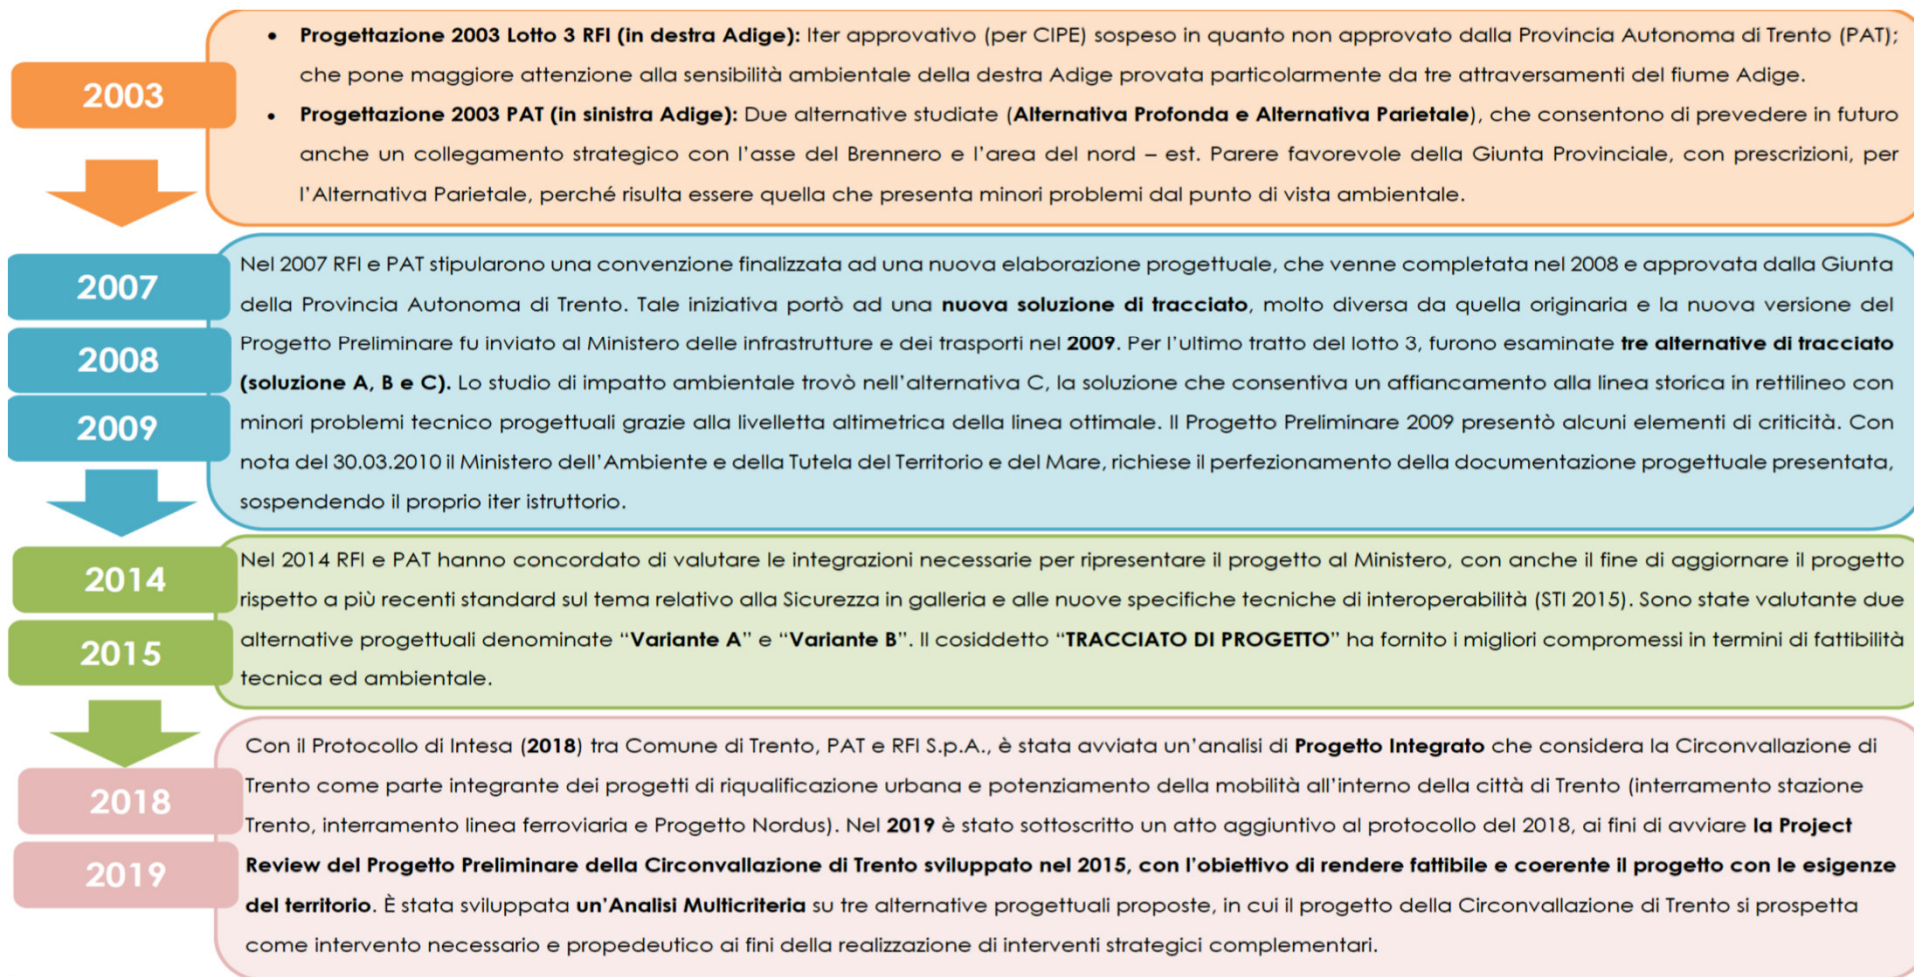 2003
• Progettazione 2003 Lotto 3 RFI (in destra Adige): Iter approvativo (per CIPE) sospeso in quanto non approvato dalla Provincia Autonoma di Trento (PAT);
che pone maggiore attenzione alla sensibilità ambientale della destra Adige provata particolarmente da tre attraversamenti del fiume Adige.
• Progettazione 2003 PAT (in sinistra Adige): Due alternative studiate (Alternativa Profonda e Alternativa Parietale), che consentono di prevedere in futuro
anche un collegamento strategico con l'asse del Brennero e l'area del nord – est. Parere favorevole della Giunta Provinciale, con prescrizioni, per
l'Alternativa Parietale, perché risulta essere quella che presenta minori problemi dal punto di vista ambientale.
2007
2008
2009
Nel 2007 RFI e PAT stipularono una convenzione finalizzata ad una nuova elaborazione progettuale, che venne completata nel 2008 e approvata dalla Giunta
della Provincia Autonoma di Trento. Tale iniziativa portò ad una nuova soluzione di tracciato, molto diversa da quella originaria e la nuova versione del
Progetto Preliminare fu inviato al Ministero delle infrastrutture e dei trasporti nel 2009. Per l'ultimo tratto del lotto 3, furono esaminate tre alternative di tracciato
(soluzione A, B e C). Lo studio di impatto ambientale trovò nell'alternativa C, la soluzione che consentiva un affiancamento alla linea storica in rettilineo con
minori problemi tecnico progettuali grazie alla livelletta altimetrica della linea ottimale. Il Progetto Preliminare 2009 presentò alcuni elementi di criticità. Con
nota del 30.03.2010 il Ministero dell'Ambiente e della Tutela del Territorio e del Mare, richiese il perfezionamento della documentazione progettuale presentata,
sospendendo il proprio iter istruttorio.
2014
2015
Nel 2014 RFI e PAT hanno concordato di valutare le integrazioni necessarie per ripresentare il progetto al Ministero, con anche il fine di aggiornare il progetto
rispetto a più recenti standard sul tema relativo alla Sicurezza in galleria e alle nuove specifiche tecniche di interoperabilità (STI 2015). Sono state valutante due
alternative progettuali denominate “Variante A” e “Variante B”. Il cosiddetto “TRACCIATO DI PROGETTO” ha fornito i migliori compromessi in termini di fattibilità
tecnica ed ambientale.
2018
2019
Con il Protocollo di Intesa (2018) tra Comune di Trento, PAT e RFI S.p.A., è stata avviata un'analisi di Progetto Integrato che considera la Circonvallazione di
Trento come parte integrante dei progetti di riqualificazione urbana e potenziamento della mobilità all'interno della città di Trento (interramento stazione
Trento, interramento linea ferroviaria e Progetto Nordus). Nel 2019 è stato sottoscritto un atto aggiuntivo al protocollo del 2018, ai fini di avviare la Project
Review del Progetto Preliminare della Circonvallazione di Trento sviluppato nel 2015, con l'obiettivo di rendere fattibile e coerente il progetto con le esigenze
del territorio. È stata sviluppata un'Analisi Multicriteria su tre alternative progettuali proposte, in cui il progetto della Circonvallazione di Trento si prospetta
come intervento necessario e propedeutico ai fini della realizzazione di interventi strategici complementari.